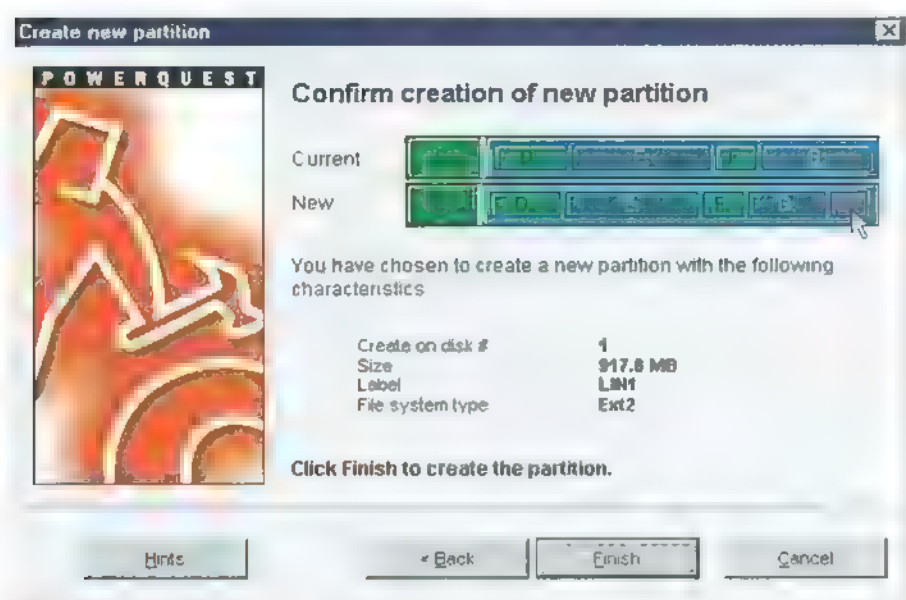 Create new partition
POWERQUEST
Confirm creation of new partition
Current
New
You have chosen to create a new partition with the following
characteristics
Create on disk # 1
Size 917.6 MB
Label LIN1
File system type Ext2
Click Finish to create the partition.
Hints
< Back
Finish
Cancel